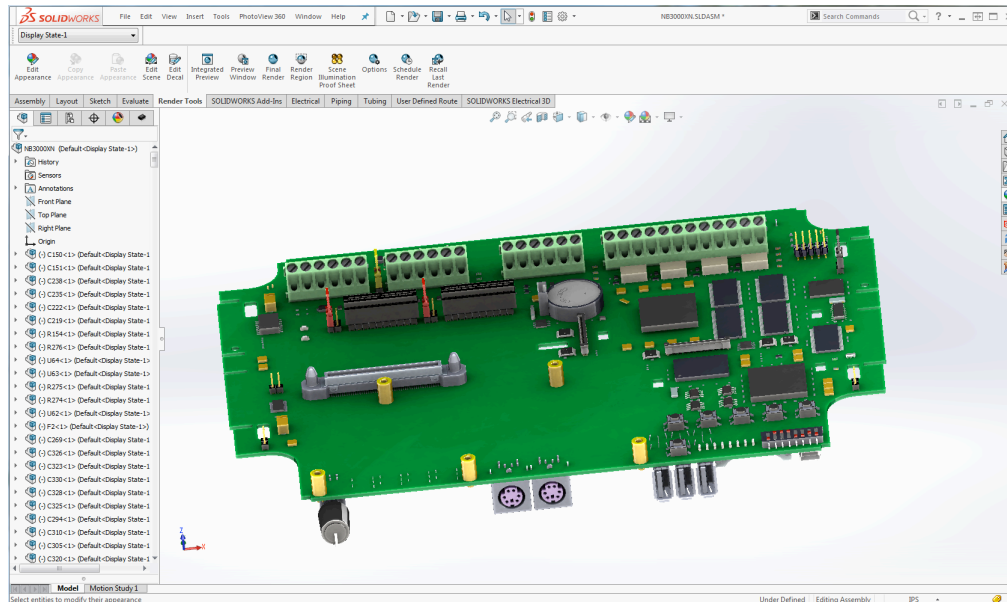 SOLIDWORKS File Edit View Insert Tools PhotoView 360 Window Help NB3000XN.SLDASM * Search Commands
Display State-1
Edit Appearance Copy Appearance Paste Appearance Edit Scene Edit Decal Integrated Preview Preview Window Final Render Render Region Scene Illumination Proof Sheet Options Schedule Render Recall Last Render
Assembly Layout Sketch Evaluate Render Tools SOLIDWORKS Add-Ins Electrical Piping Tubing User Defined Route SOLIDWORKS Electrical 3D
NB3000XN (Default<Display State-1>)
History
Sensors
Annotations
Front Plane
Top Plane
Right Plane
Origin
(-) C150<1> (Default<Display State-1
(-) C151<1> (Default<Display State-1
(-) C238<1> (Default<Display State-1
(-) C235<1> (Default<Display State-1
(-) C222<1> (Default<Display State-1
(-) C219<1> (Default<Display State-1
(-) R154<1> (Default<Display State-1
(-) R276<1> (Default<Display State-1
(-) U64<1> (Default<Display State-1>)
(-) U63<1> (Default<Display State-1>)
(-) R275<1> (Default<Display State-1
(-) R274<1> (Default<Display State-1
(-) U62<1> (Default<Display State-1>)
(-) F2<1> (Default<Display State-1>)
(-) C269<1> (Default<Display State-1
(-) C326<1> (Default<Display State-1
(-) C323<1> (Default<Display State-1
(-) C330<1> (Default<Display State-1
(-) C328<1> (Default<Display State-1
(-) C325<1> (Default<Display State-1
(-) C294<1> (Default<Display State-1
(-) C310<1> (Default<Display State-1
(-) C305<1> (Default<Display State-1
(-) C320<1> (Default<Display State-1
Z
X
Model Motion Study 1
Select entities to modify their appearance Under Defined Editing Assembly IPS